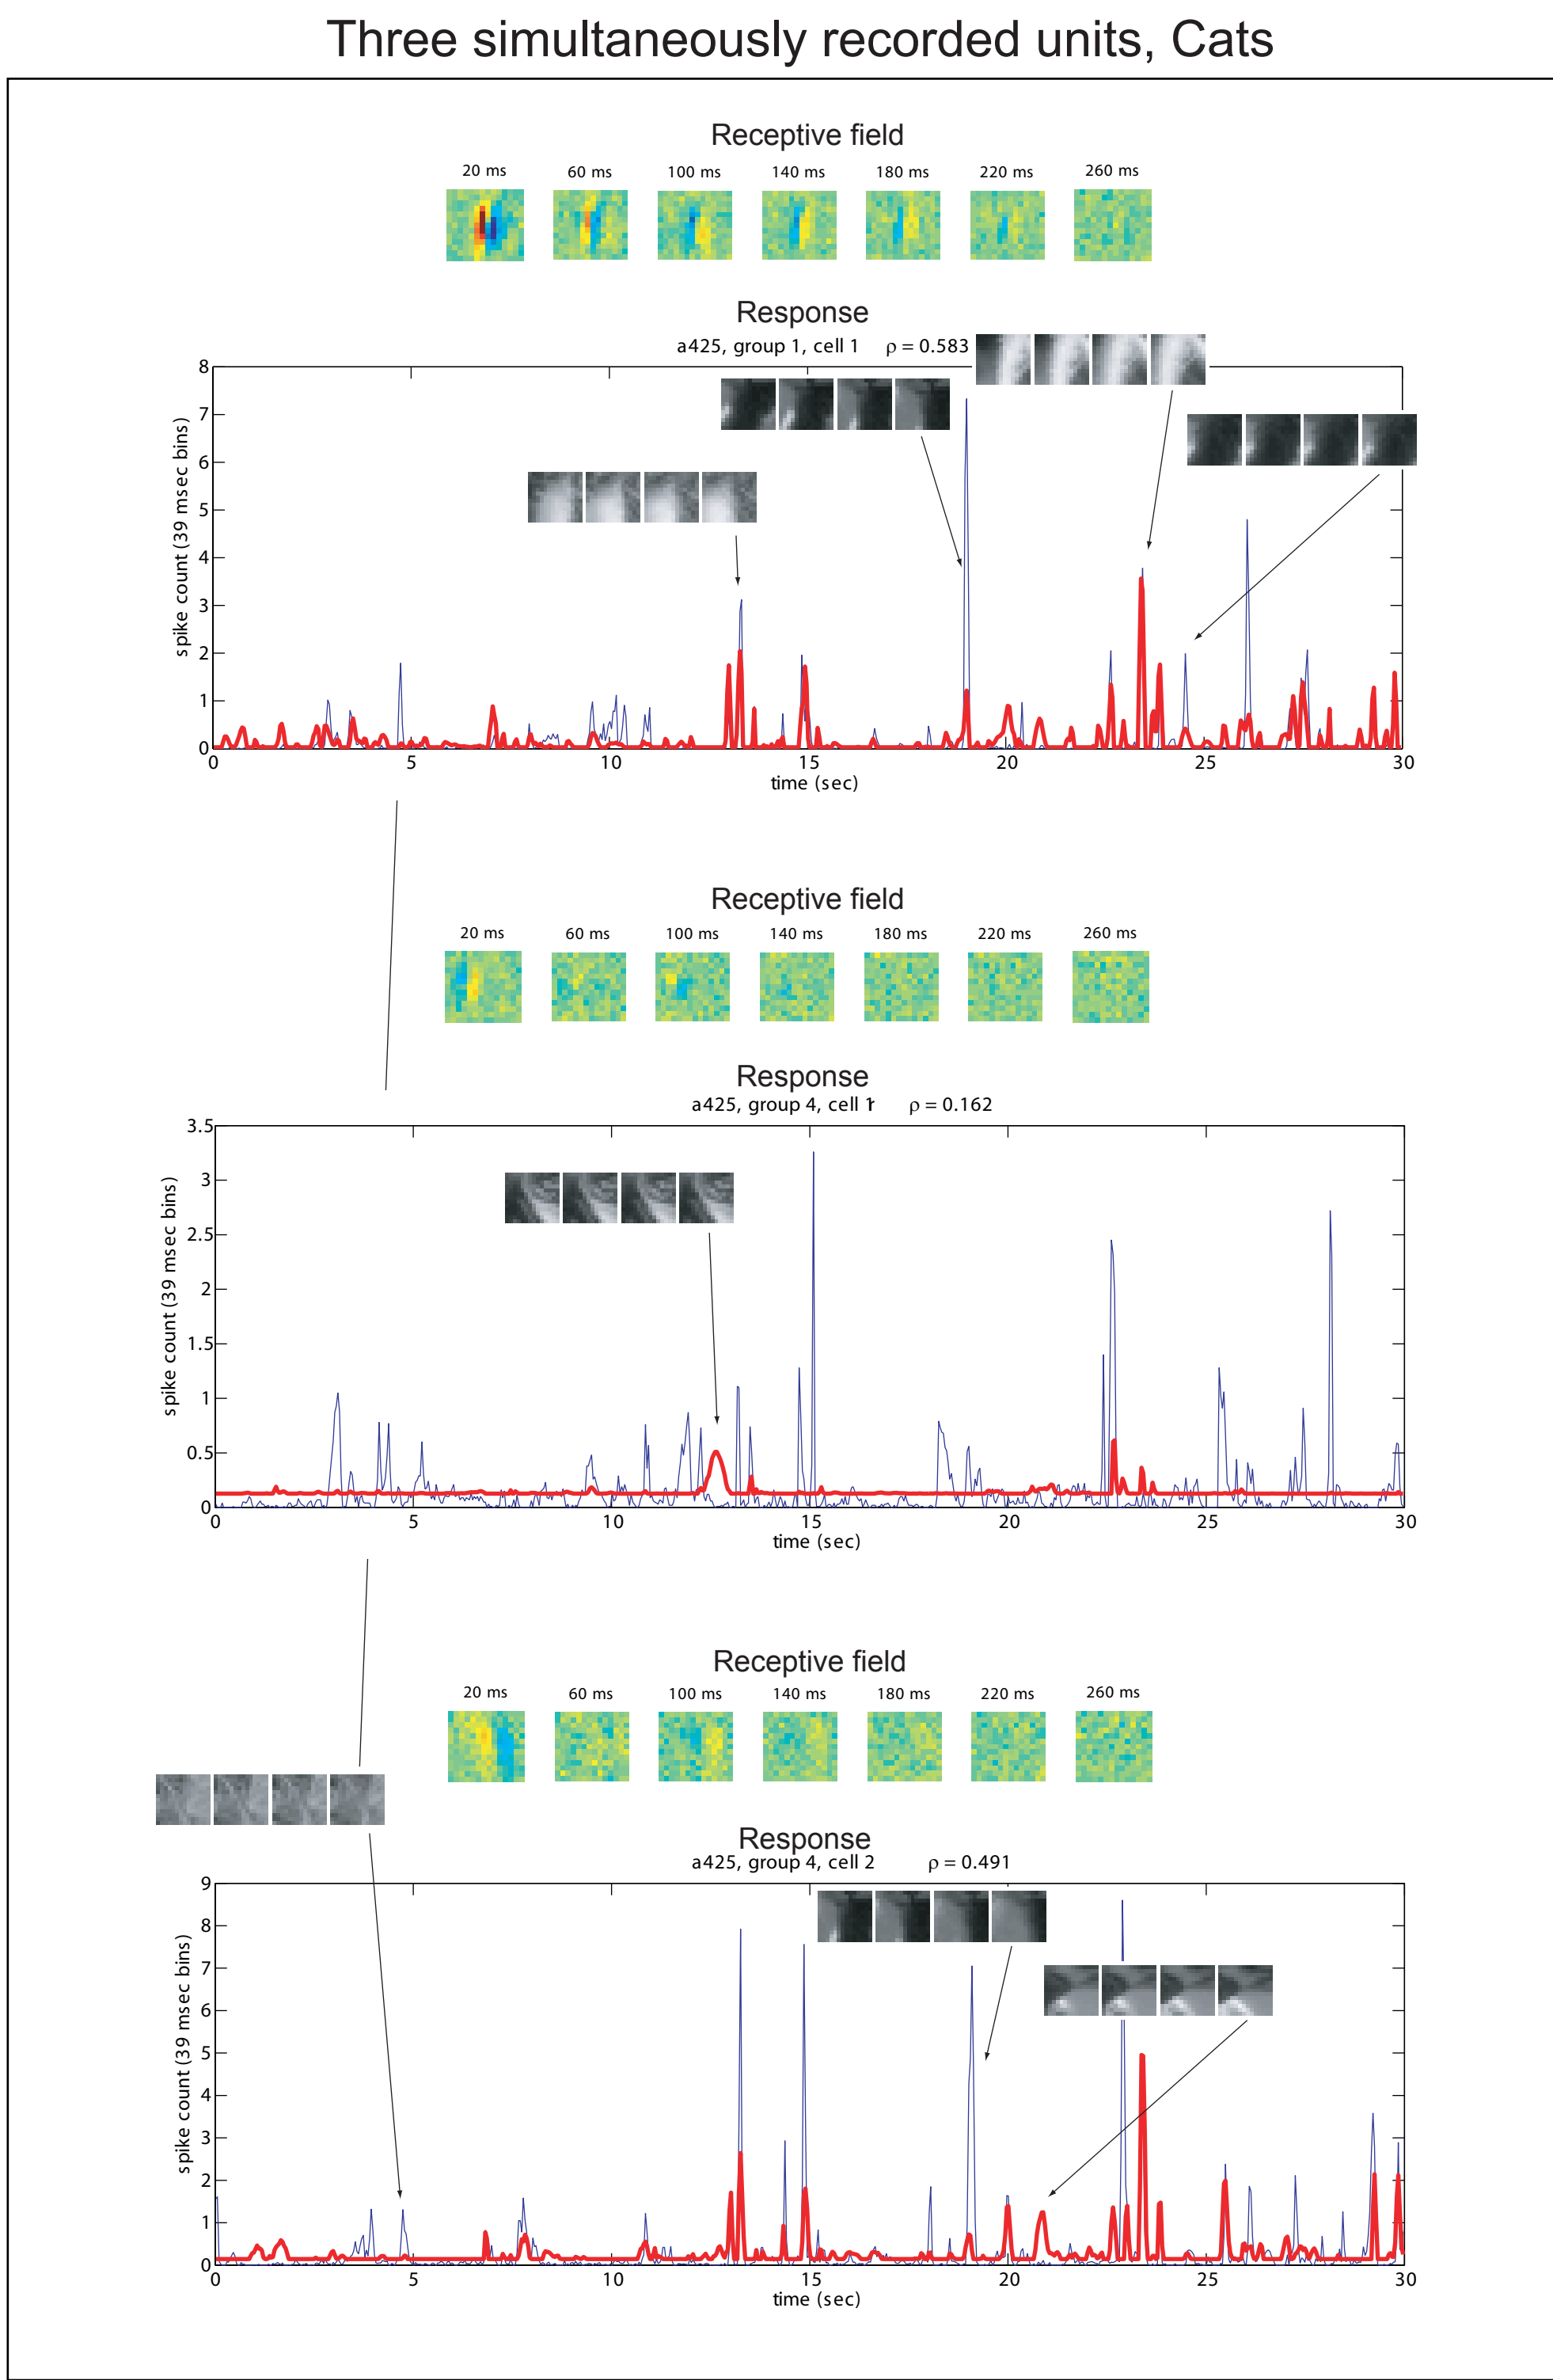 Three simultaneously recorded units, Cats
Receptive field
20 ms 60 ms 100 ms 140 ms 180 ms 220 ms 260 ms
Response
a425, group 1, cell 1 ρ = 0.583
8
7
6
5
4
3
2
1
0
spike count (39 msec bins)
0 5 10 15 20 25 30
time (sec)
Receptive field
20 ms 60 ms 100 ms 140 ms 180 ms 220 ms 260 ms
Response
a425, group 4, cell 1 ρ = 0.162
3.5
3
2.5
2
1.5
1
0.5
0
spike count (39 msec bins)
0 5 10 15 20 25 30
time (sec)
Receptive field
20 ms 60 ms 100 ms 140 ms 180 ms 220 ms 260 ms
Response
a425, group 4, cell 2 ρ = 0.491
9
8
7
6
5
4
3
2
1
0
spike count (39 msec bins)
0 5 10 15 20 25 30
time (sec)